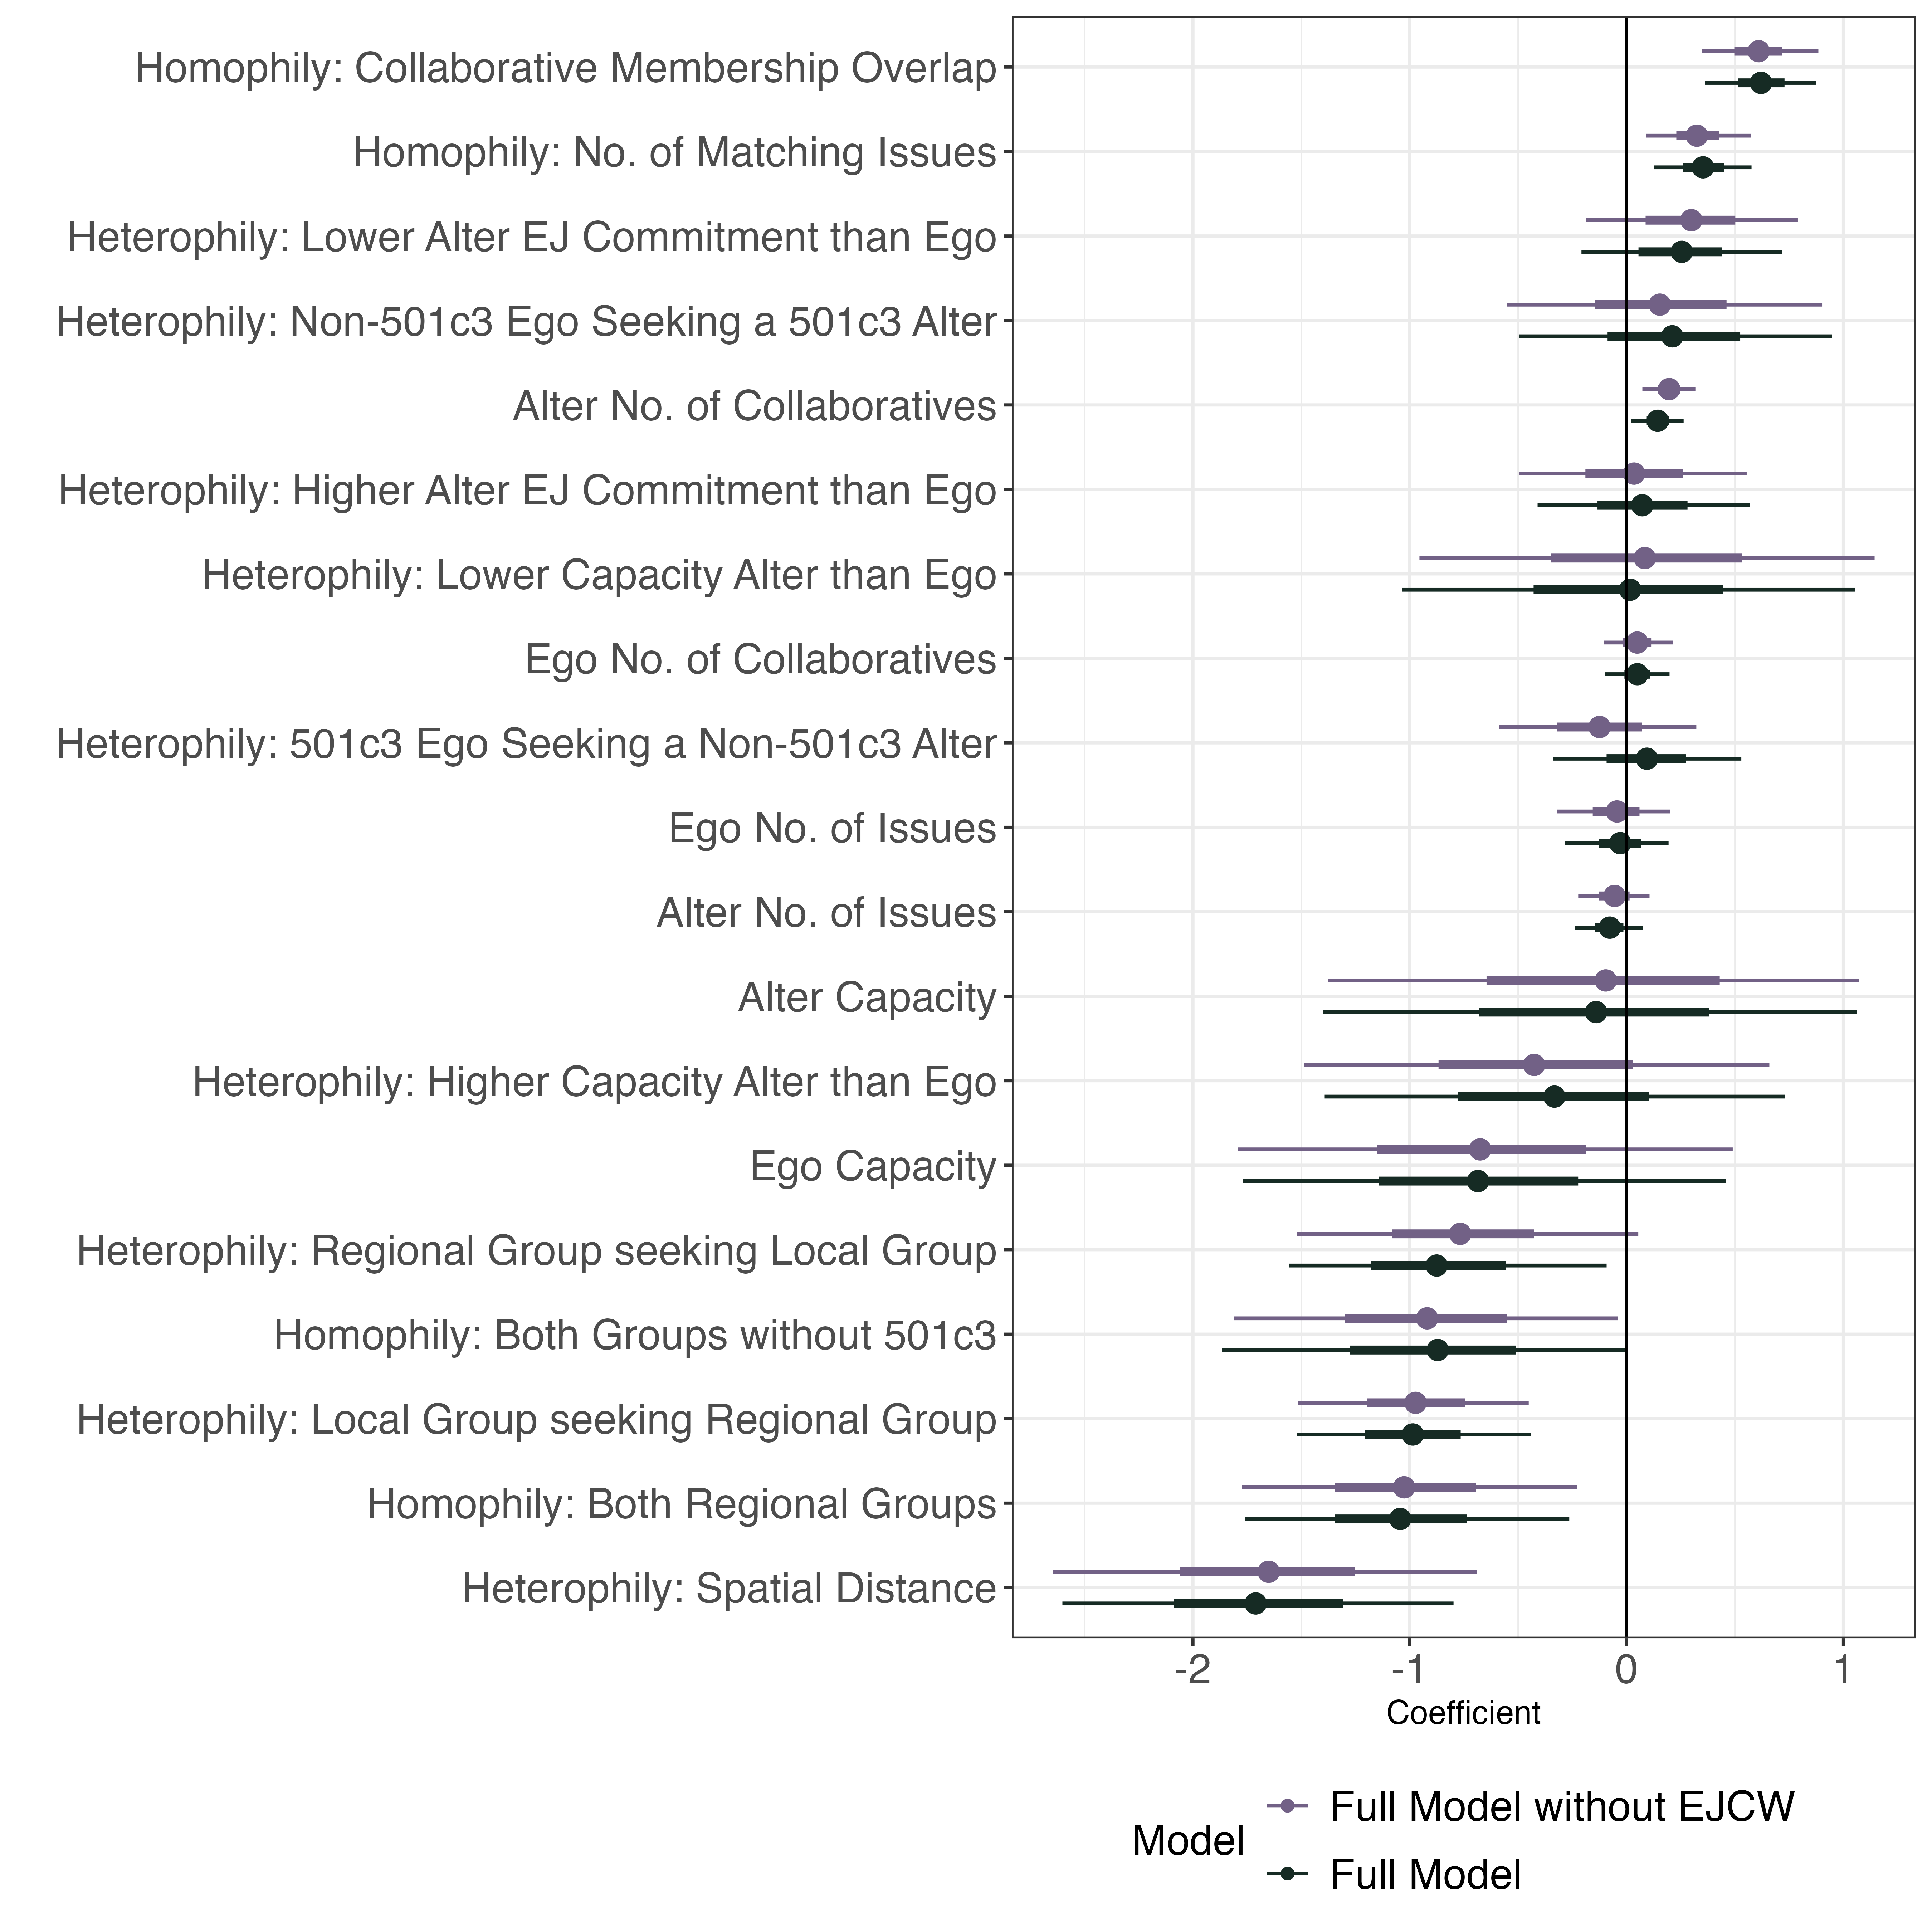 Homophily: Collaborative Membership Overlap
Homophily: No. of Matching Issues
Heterophily: Lower Alter EJ Commitment than Ego
Heterophily: Non-501c3 Ego Seeking a 501c3 Alter
Alter No. of Collaboratives
Heterophily: Higher Alter EJ Commitment than Ego
Heterophily: Lower Capacity Alter than Ego
Ego No. of Collaboratives
Heterophily: 501c3 Ego Seeking a Non-501c3 Alter
Ego No. of Issues
Alter No. of Issues
Alter Capacity
Heterophily: Higher Capacity Alter than Ego
Ego Capacity
Heterophily: Regional Group seeking Local Group
Homophily: Both Groups without 501c3
Heterophily: Local Group seeking Regional Group
Homophily: Both Regional Groups
Heterophily: Spatial Distance
-2 -1 0 1
Coefficient
Model
Full Model without EJCW
Full Model